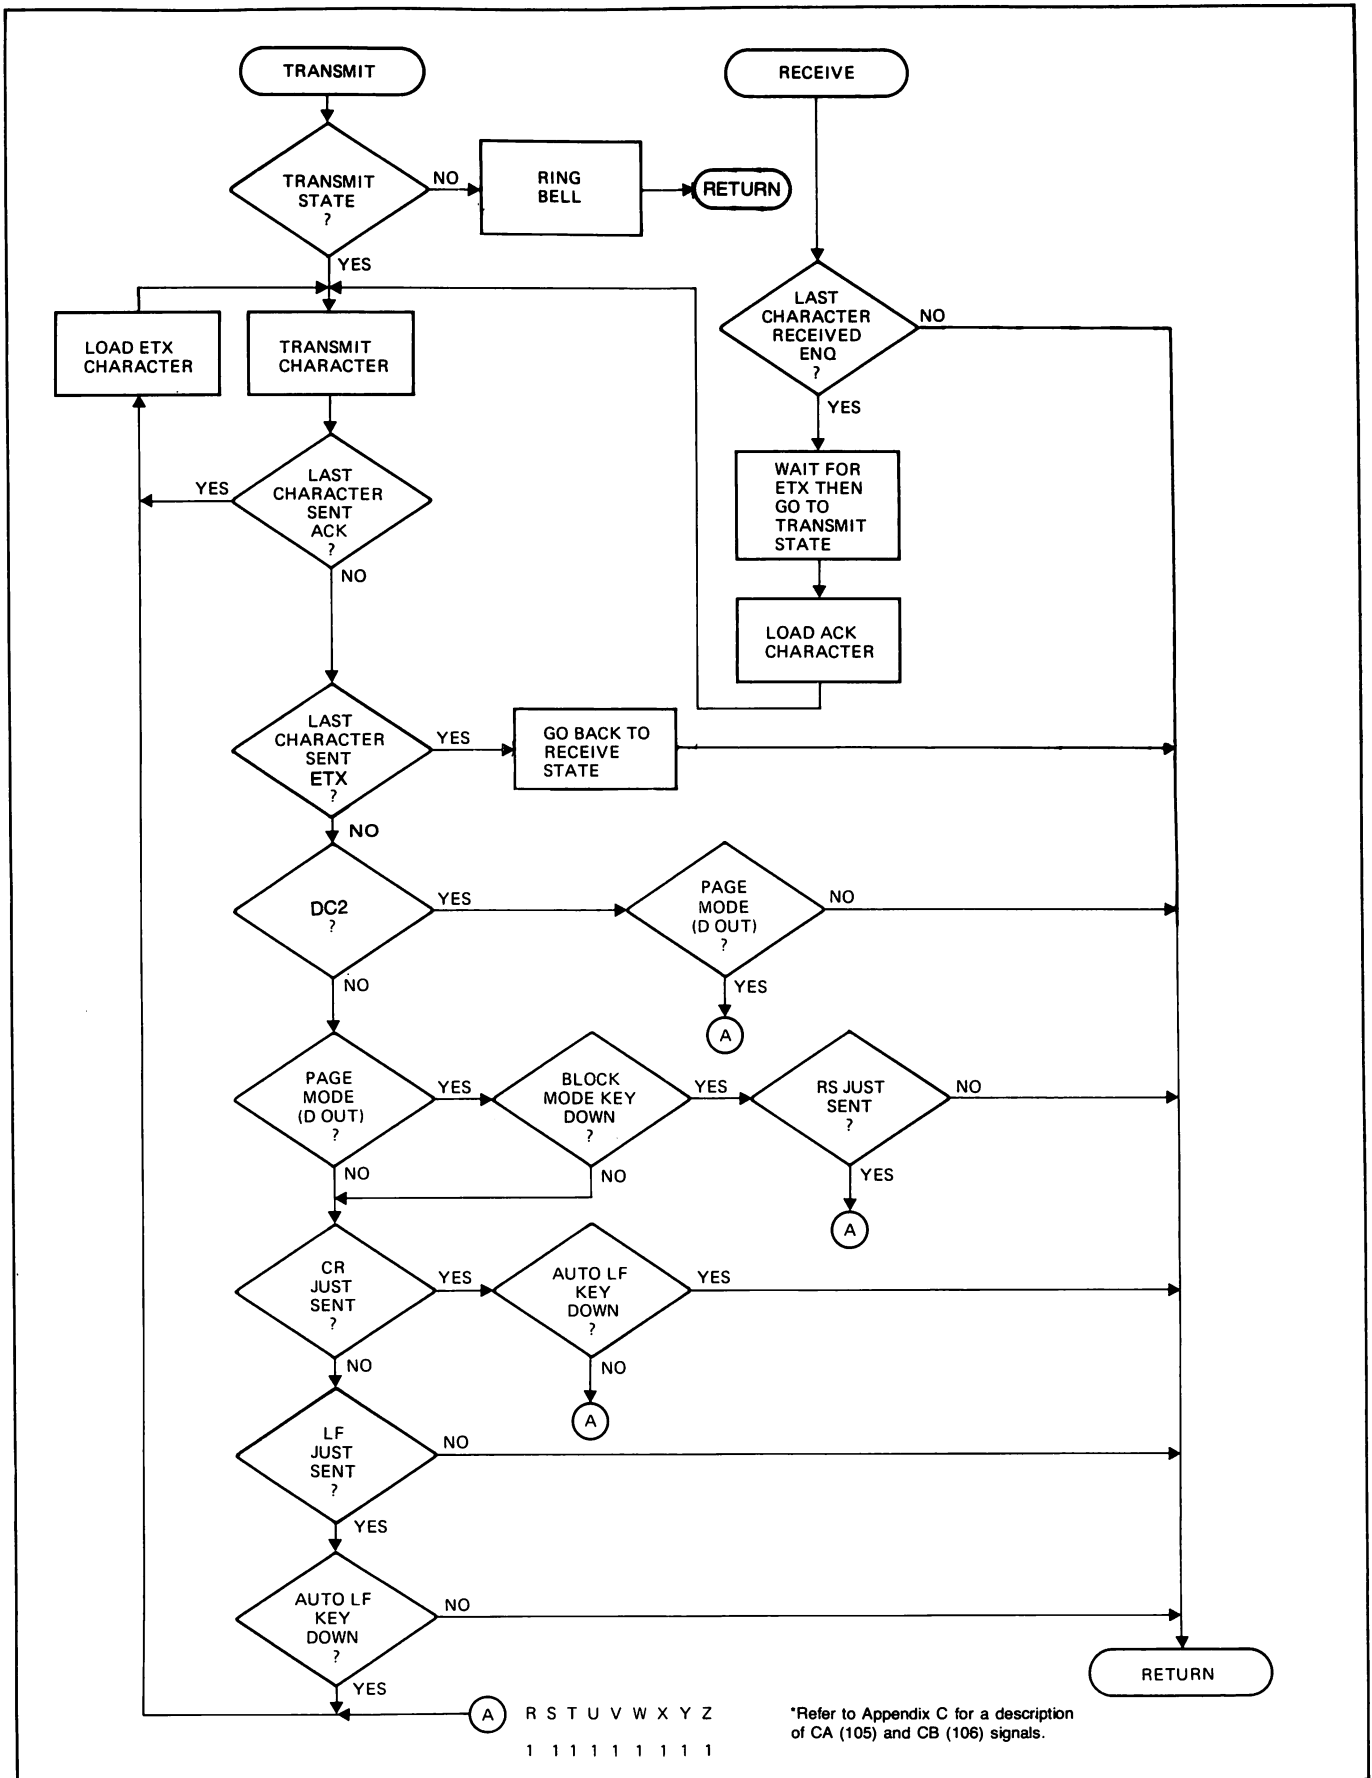 TRANSMIT
RECEIVE
TRANSMIT
STATE
?
NO
RING
BELL
RETURN
YES
LOAD ETX
CHARACTER
TRANSMIT
CHARACTER
LAST
CHARACTER
RECEIVED
ENQ
?
NO
YES
LAST
CHARACTER
SENT
ACK
?
YES
NO
WAIT FOR
ETX THEN
GO TO
TRANSMIT
STATE
LOAD ACK
CHARACTER
LAST
CHARACTER
SENT
ETX
?
YES
GO BACK TO
RECEIVE
STATE
NO
DC2
?
YES
PAGE
MODE
(D OUT)
?
NO
YES
A
NO
PAGE
MODE
(D OUT)
?
YES
BLOCK
MODE KEY
DOWN
?
YES
RS JUST
SENT
?
NO
NO
NO
YES
A
CR
JUST
SENT
?
YES
AUTO LF
KEY
DOWN
?
YES
NO
NO
A
LF
JUST
SENT
?
NO
YES
AUTO LF
KEY
DOWN
?
NO
YES
RETURN
A
R S T U V W X Y Z
1 1 1 1 1 1 1 1 1
*Refer to Appendix C for a description
of CA (105) and CB (106) signals.